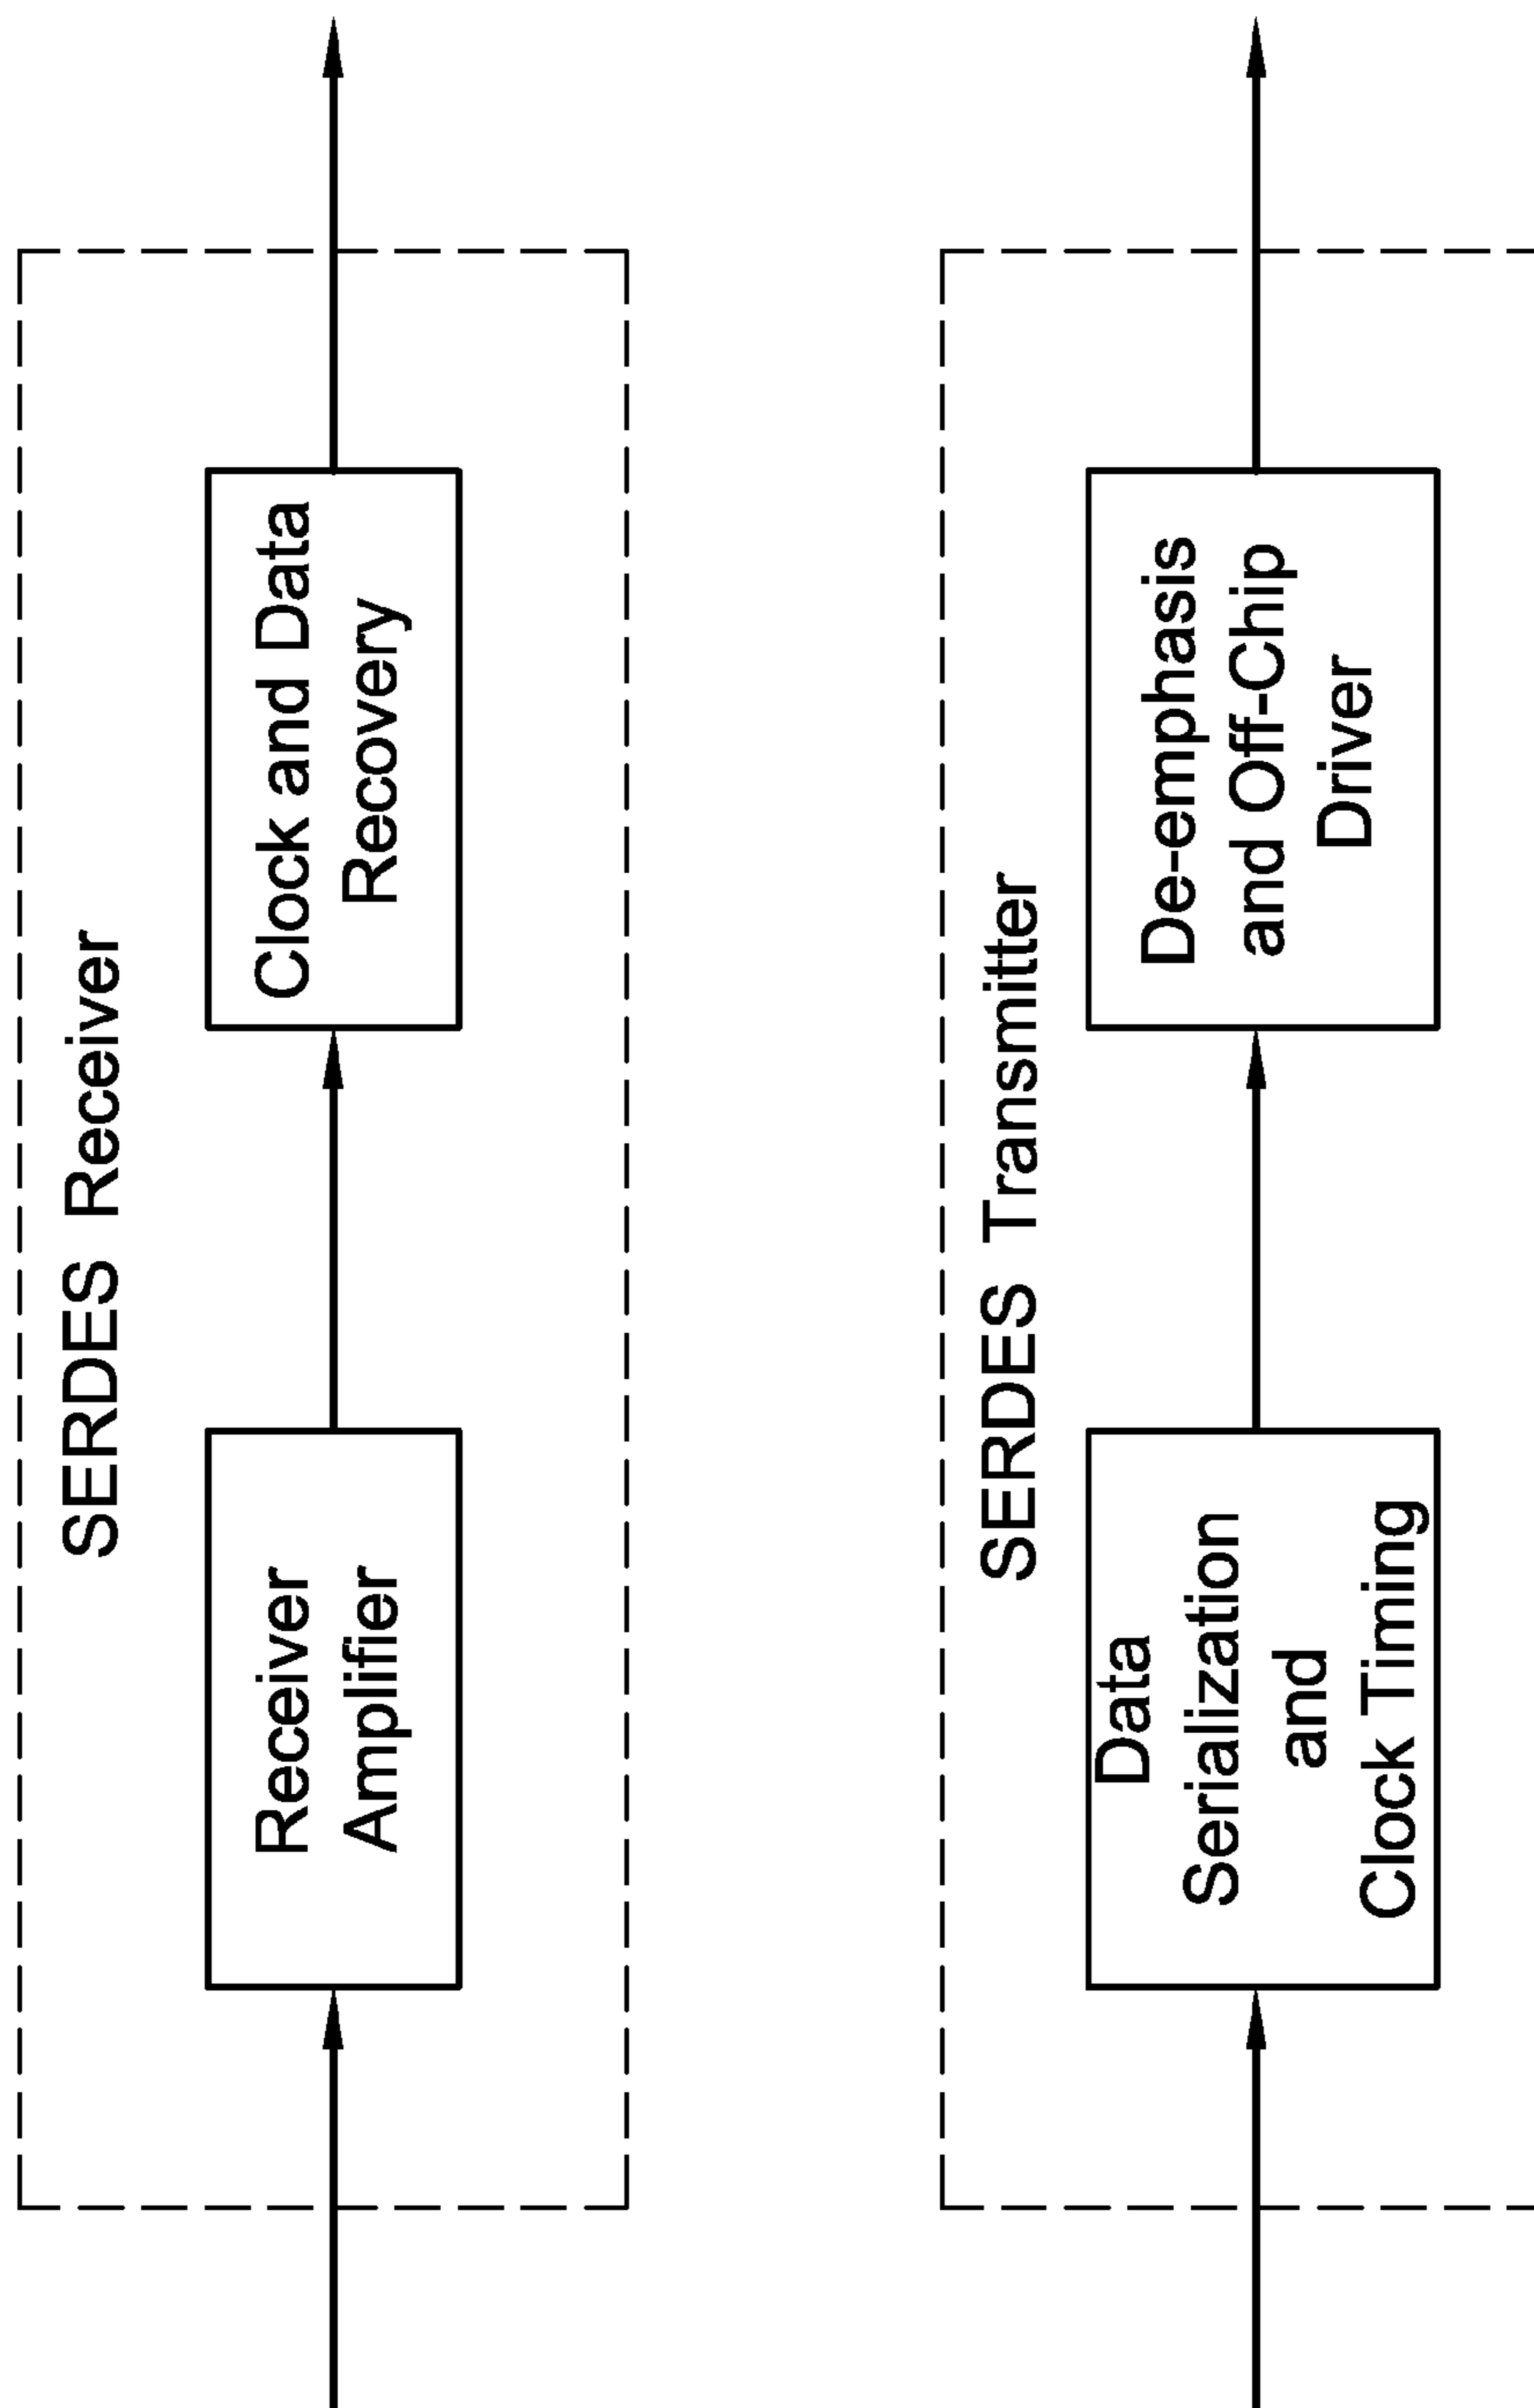 SERDES Receiver
Receiver
Amplifier
Clock and Data
Recovery
SERDES Transmitter
Data
Serialization
and
Clock Timing
De-emphasis
and Off-Chip
Driver